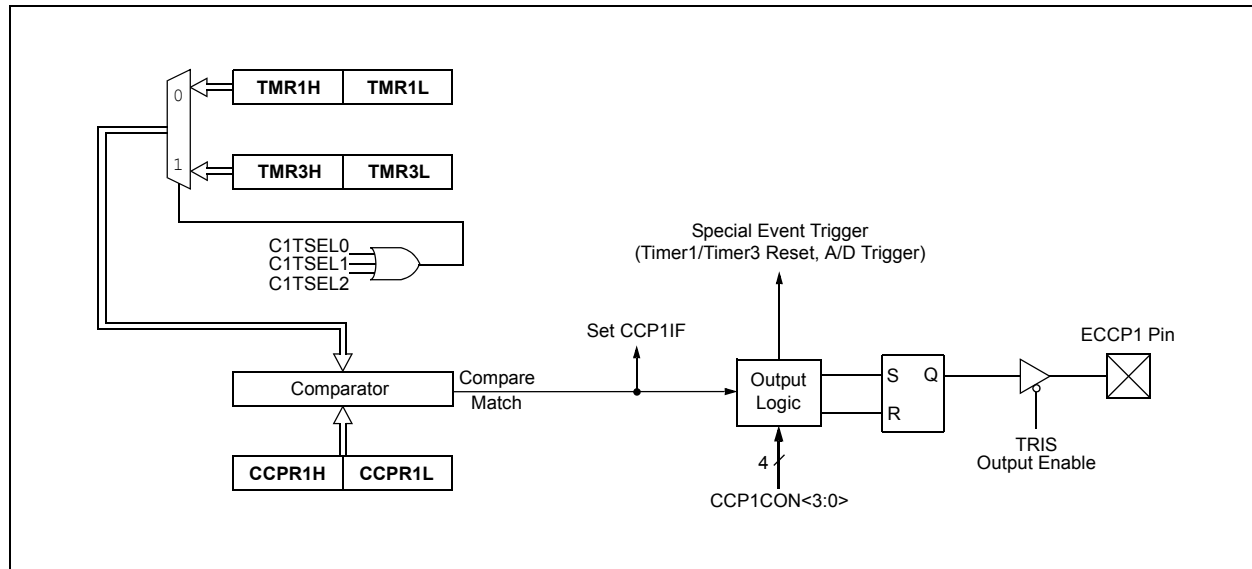 0
TMR1H TMR1L
1
TMR3H TMR3L
C1TSEL0
C1TSEL1
C1TSEL2
Special Event Trigger
(Timer1/Timer3 Reset, A/D Trigger)
Set CCP1IF
ECCP1 Pin
Comparator
Compare
Match
Output
Logic
S Q
R
TRIS
Output Enable
4
CCPR1H CCPR1L
CCP1CON<3:0>